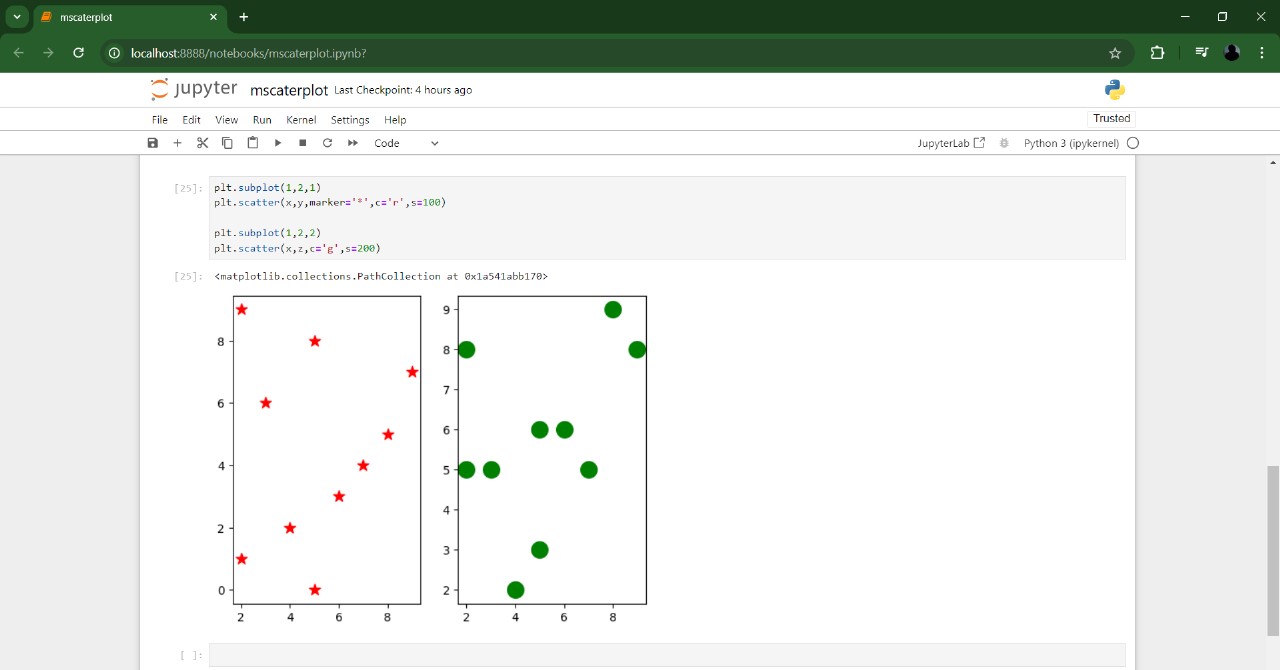 mscaterplot
localhost:8888/notebooks/mscaterplot.ipynb?
jupyter mscaterplot Last Checkpoint: 4 hours ago
File Edit View Run Kernel Settings Help
Trusted
Code
JupyterLab
Python 3 (ipykernel)
[25]: plt.subplot(1,2,1)
plt.scatter(x,y,marker='*',c='r',s=100)
plt.subplot(1,2,2)
plt.scatter(x,z,c='g',s=200)
[25]: <matplotlib.collections.PathCollection at 0x1a541abb170>
8
6
4
2
0
2 4 6 8
9
8
7
6
5
4
3
2
2 4 6 8
[ ]: